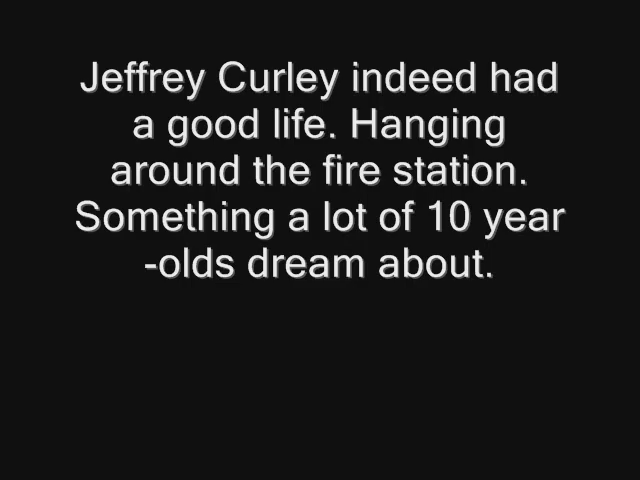 Jeffrey Curley indeed had
a good life. Hanging
around the fire station.
Something a lot of 10 year
-olds dream about.